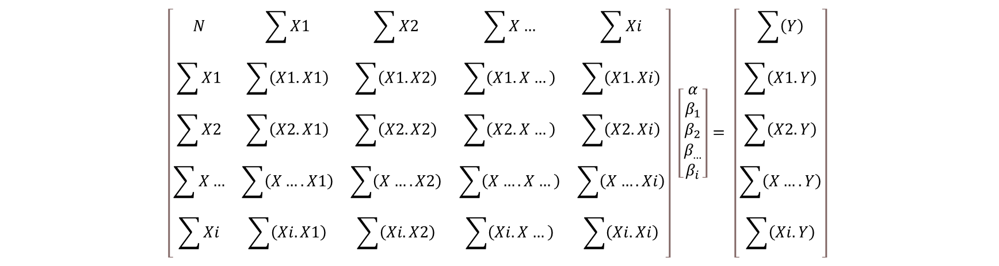 N ∑X1 ∑X2 ∑X … ∑Xi ∑(Y)
∑X1 ∑(X1.X1) ∑(X1.X2) ∑(X1.X … ) ∑(X1.Xi) ∑(X1.Y)
α
β₁
∑X2 ∑(X2.X1) ∑(X2.X2) ∑(X2.X … ) ∑(X2.Xi) β₂ = ∑(X2.Y)
β…
βᵢ
∑X … ∑(X … .X1) ∑(X … .X2) ∑(X … .X … ) ∑(X … .Xi) ∑(X … .Y)
∑Xi ∑(Xi.X1) ∑(Xi.X2) ∑(Xi.X … ) ∑(Xi.Xi) ∑(Xi.Y)